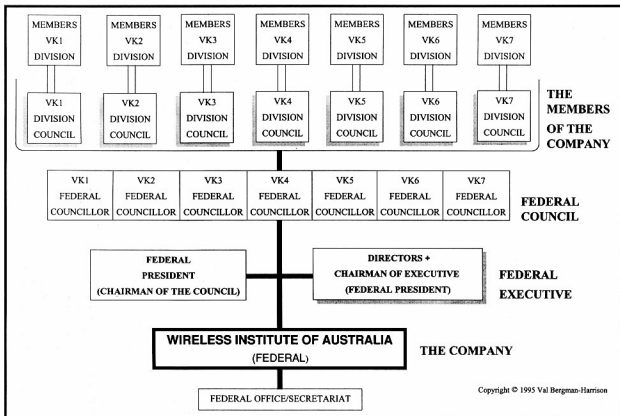 MEMBERS MEMBERS MEMBERS MEMBERS MEMBERS MEMBERS MEMBERS
VK1 VK2 VK3 VK4 VK5 VK6 VK7
DIVISION DIVISION DIVISION DIVISION DIVISION DIVISION DIVISION
VK1 VK2 VK3 VK4 VK5 VK6 VK7
DIVISION DIVISION DIVISION DIVISION DIVISION DIVISION DIVISION
COUNCIL COUNCIL COUNCIL COUNCIL COUNCIL COUNCIL COUNCIL
THE
MEMBERS
OF THE
COMPANY
VK1 VK2 VK3 VK4 VK5 VK6 VK7
FEDERAL FEDERAL FEDERAL FEDERAL FEDERAL FEDERAL FEDERAL
COUNCILLOR COUNCILLOR COUNCILLOR COUNCILLOR COUNCILLOR COUNCILLOR COUNCILLOR
FEDERAL
COUNCIL
FEDERAL
PRESIDENT
(CHAIRMAN OF THE COUNCIL)
DIRECTORS +
CHAIRMAN OF EXECUTIVE
(FEDERAL PRESIDENT)
FEDERAL
EXECUTIVE
WIRELESS INSTITUTE OF AUSTRALIA
(FEDERAL)
THE COMPANY
FEDERAL OFFICE/SECRETARIAT
Copyright © 1995 Val Bergman-Harrison